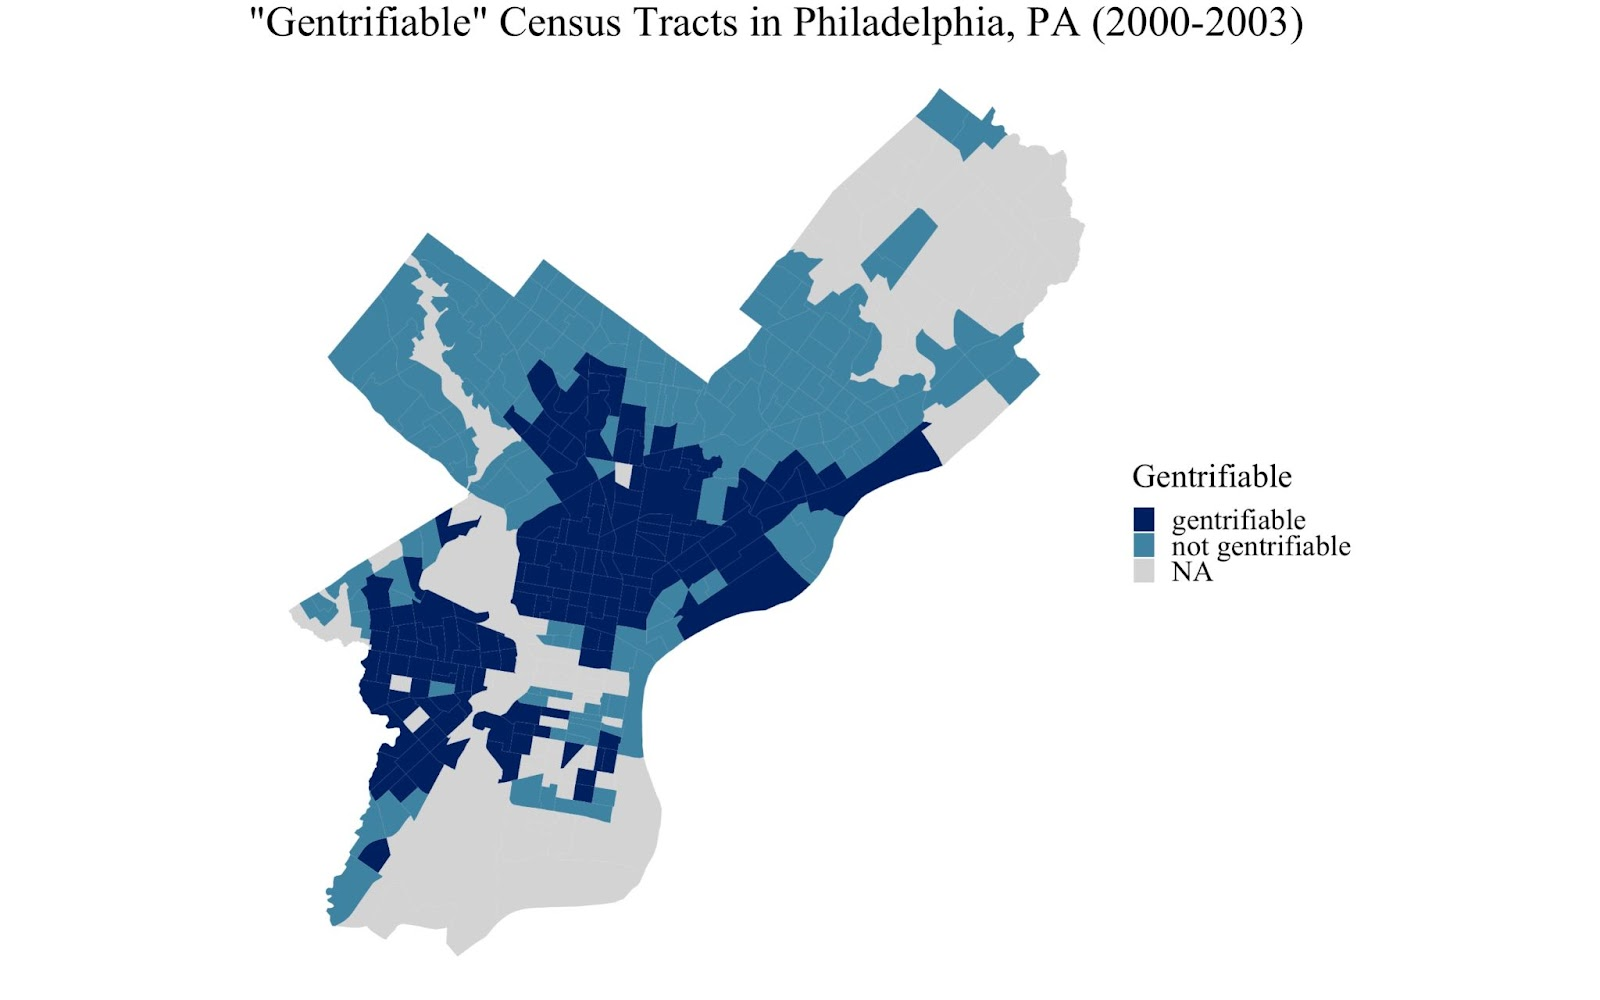 "Gentrifiable" Census Tracts in Philadelphia, PA (2000-2003)
Gentrifiable
gentrifiable
not gentrifiable
NA